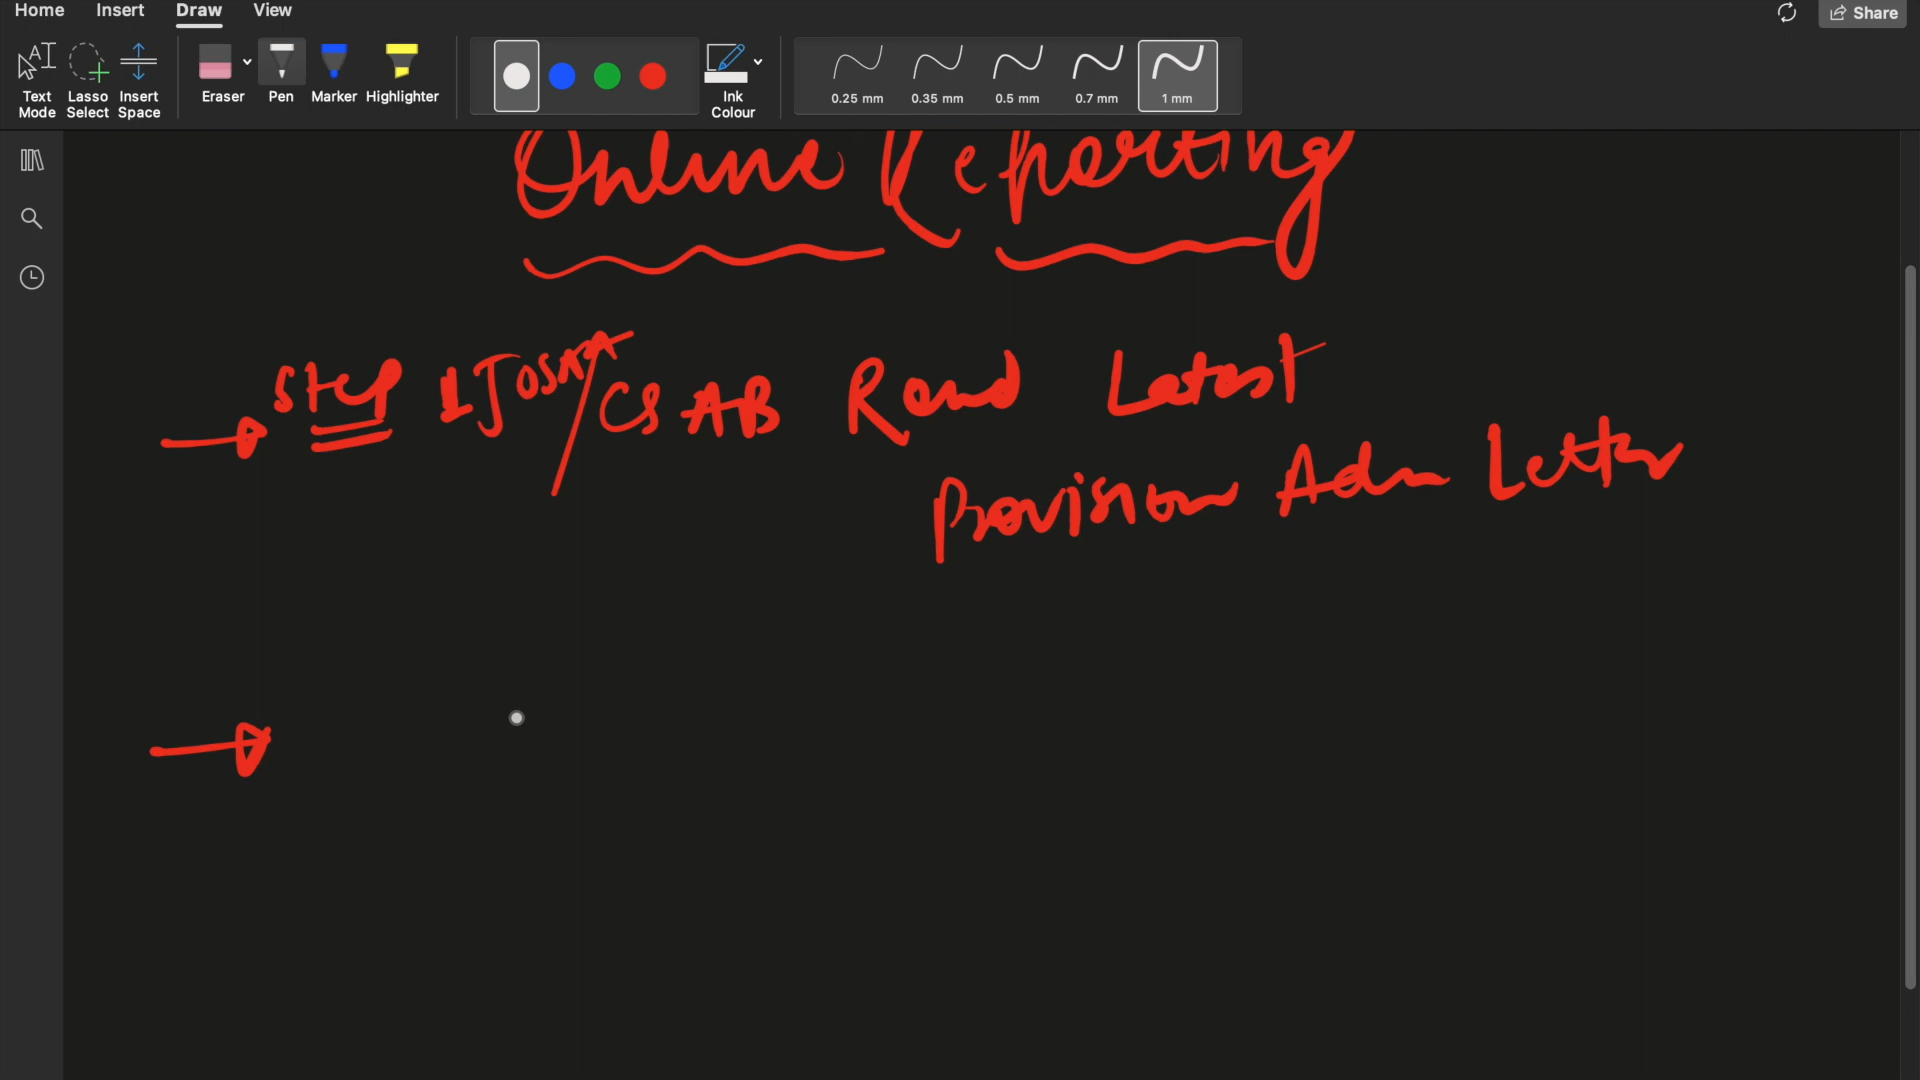 Home Insert Draw View
Share
Text Mode
Lasso Select
Insert Space
Eraser
Pen
Marker
Highlighter
Ink Colour
0.25 mm
0.35 mm
0.5 mm
0.7 mm
1 mm
Online Reporting
Step 1 JOSAA/CSAB Read Latest
Provision Adm Letter